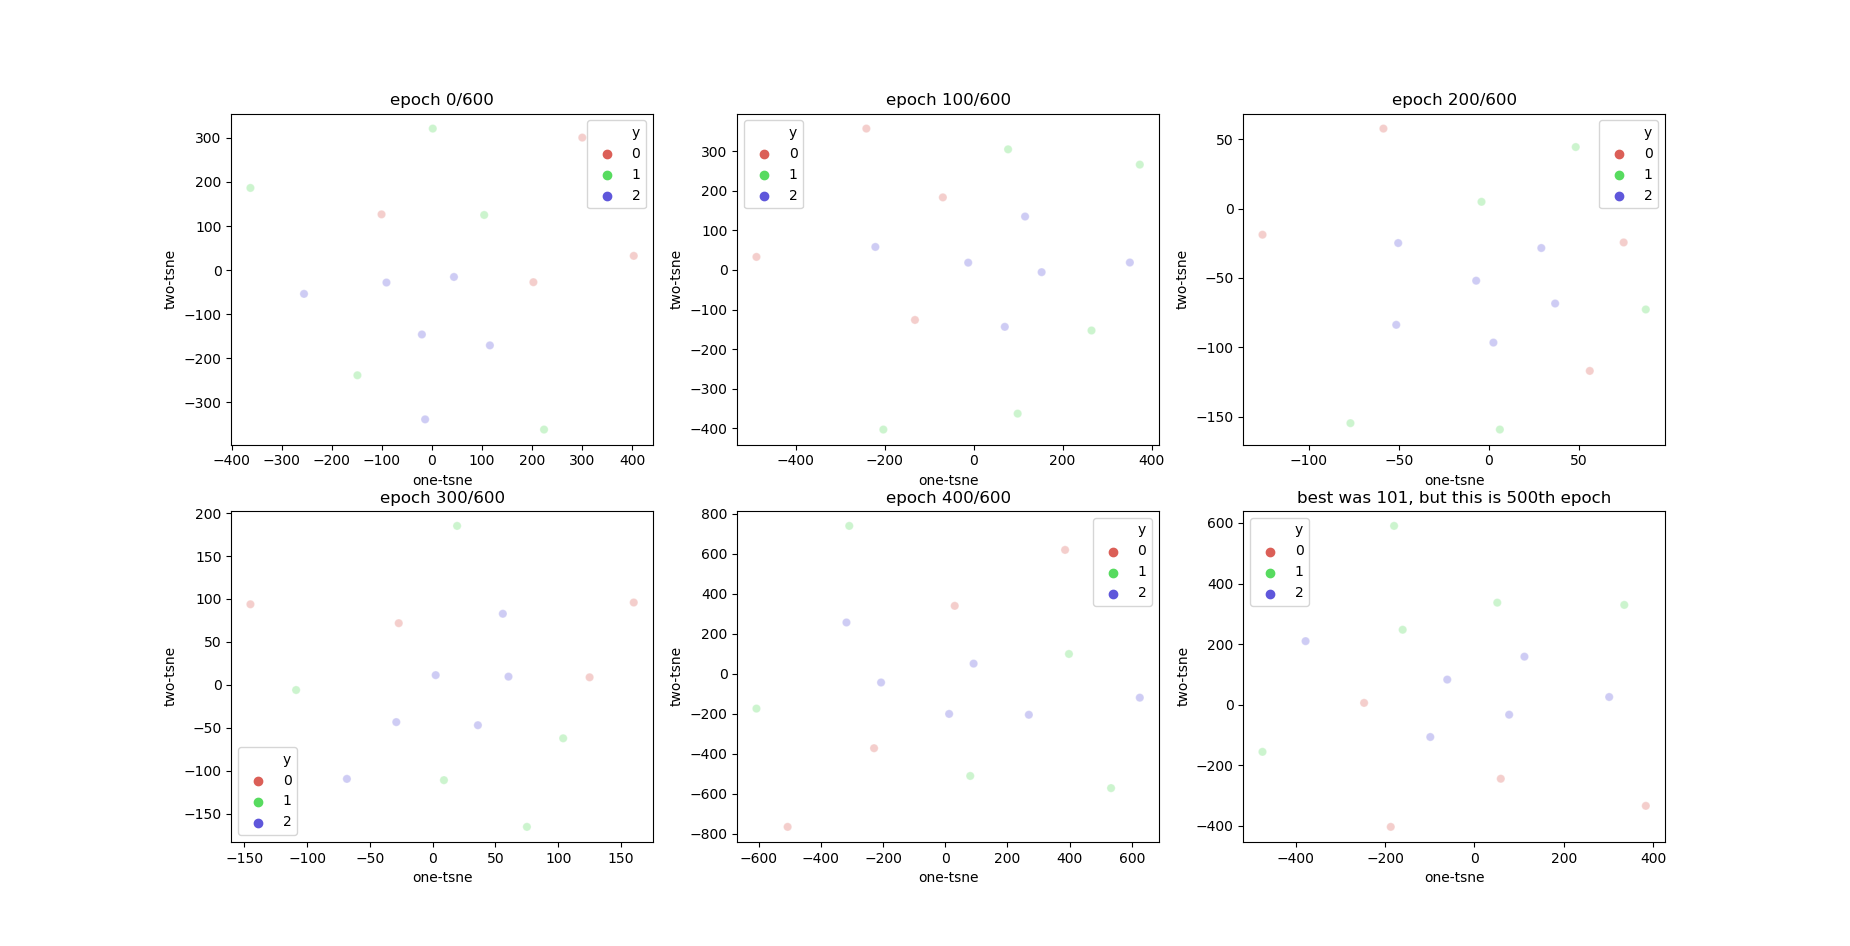 epoch 0/600
epoch 100/600
epoch 200/600
two-tsne
300
200
100
0
−100
−200
−300
y
0
1
2
−400 −300 −200 −100 0 100 200 300 400
one-tsne
two-tsne
300
200
100
0
−100
−200
−300
−400
y
0
1
2
−400 −200 0 200 400
one-tsne
two-tsne
50
0
−50
−100
−150
y
0
1
2
−100 −50 0 50
one-tsne
epoch 300/600
epoch 400/600
best was 101, but this is 500th epoch
two-tsne
200
150
100
50
0
−50
−100
−150
y
0
1
2
−150 −100 −50 0 50 100 150
one-tsne
two-tsne
800
600
400
200
0
−200
−400
−600
−800
y
0
1
2
−600 −400 −200 0 200 400 600
one-tsne
two-tsne
600
400
200
0
−200
−400
y
0
1
2
−400 −200 0 200 400
one-tsne